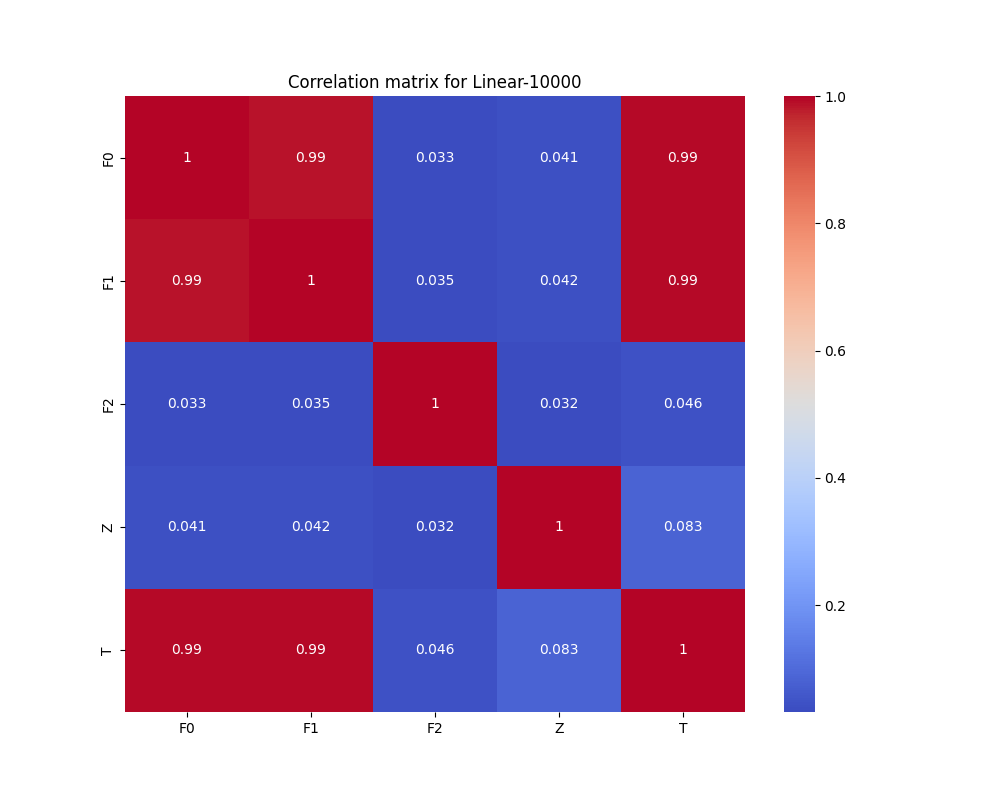 Correlation matrix for Linear-10000
F0 1 0.99 0.033 0.041 0.99
F1 0.99 1 0.035 0.042 0.99
F2 0.033 0.035 1 0.032 0.046
Z 0.041 0.042 0.032 1 0.083
T 0.99 0.99 0.046 0.083 1
F0 F1 F2 Z T
1.0
0.8
0.6
0.4
0.2